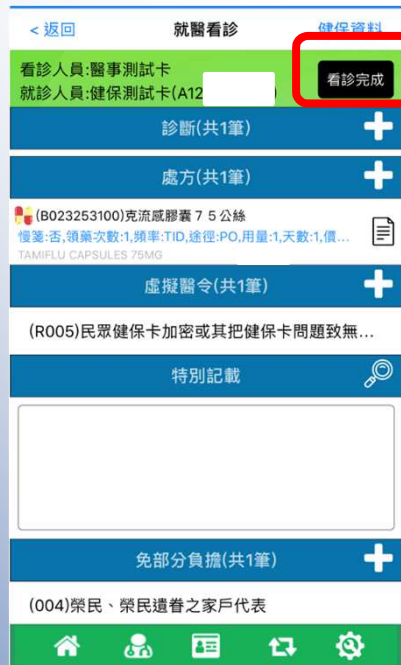 < 返回 就醫看診 健保資料
看診人員:醫事測試卡
就診人員:健保測試卡(A12
看診完成
診斷(共1筆)
處方(共1筆)
(B023253100)克流感膠囊７５公絲
慢箋:否,領藥次數:1,頻率:TID,途徑:PO,用量:1,天數:1,價...
TAMIFLU CAPSULES 75MG
虛擬醫令(共1筆)
(R005)民眾健保卡加密或其把健保卡問題致無...
特別記載
免部分負擔(共1筆)
(004)榮民、榮民遺眷之家戶代表